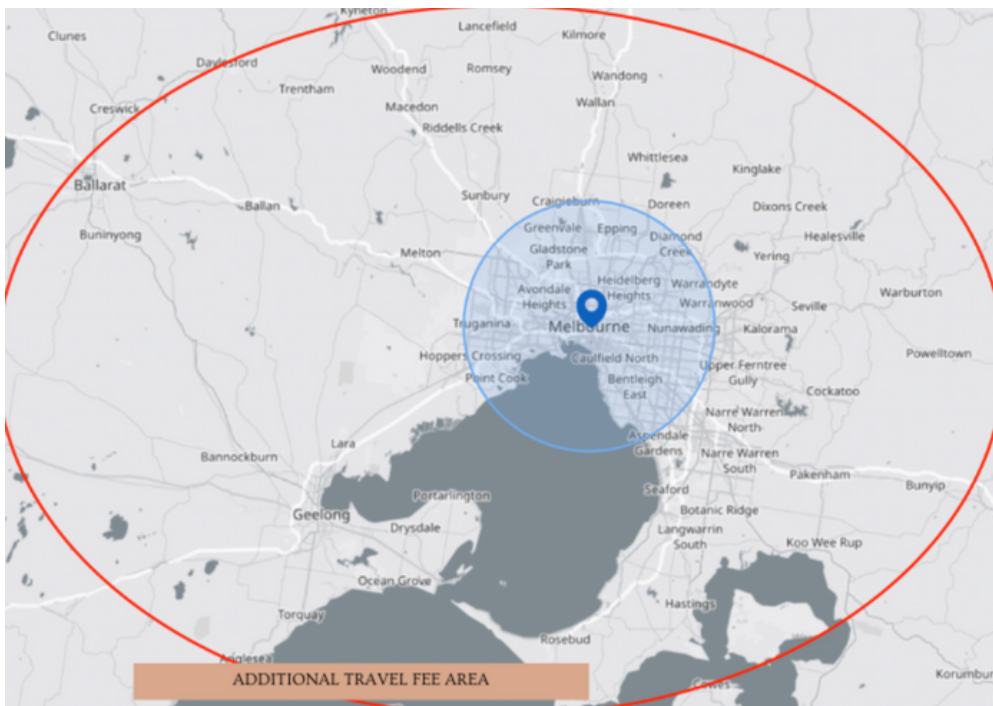 Kyneton
Lancefield
Kilmore
Clunes
Daylesford
Woodend
Romsey
Wandong
Trentham
Creswick
Macedon
Wallan
Riddells Creek
Whittlesea
Kinglake
Ballarat
Sunbury
Craigieburn
Doreen
Dixons Creek
Ballan
Buninyong
Greenvale
Epping
Diamond
Creek
Healesville
Melton
Gladstone
Park
Yering
Avondale
Heights
Heidelberg
Heights
Warrandyte
Warranwood
Seville
Warburton
Truganina
Melbourne
Nunawading
Kalorama
Hoppers Crossing
Caulfield North
Powelltown
Point Cook
Bentleigh
East
Upper Ferntree
Gully
Cockatoo
Narre Warren
North
Lara
Aspendale
Gardens
Bannockburn
Narre Warren
South
Pakenham
Bunyip
Portarlington
Seaford
Geelong
Botanic Ridge
Drysdale
Langwarrin
South
Koo Wee Rup
Ocean Grove
Hastings
Torquay
Rosebud
Anglesea
ADDITIONAL TRAVEL FEE AREA
Cowes
Korumbur